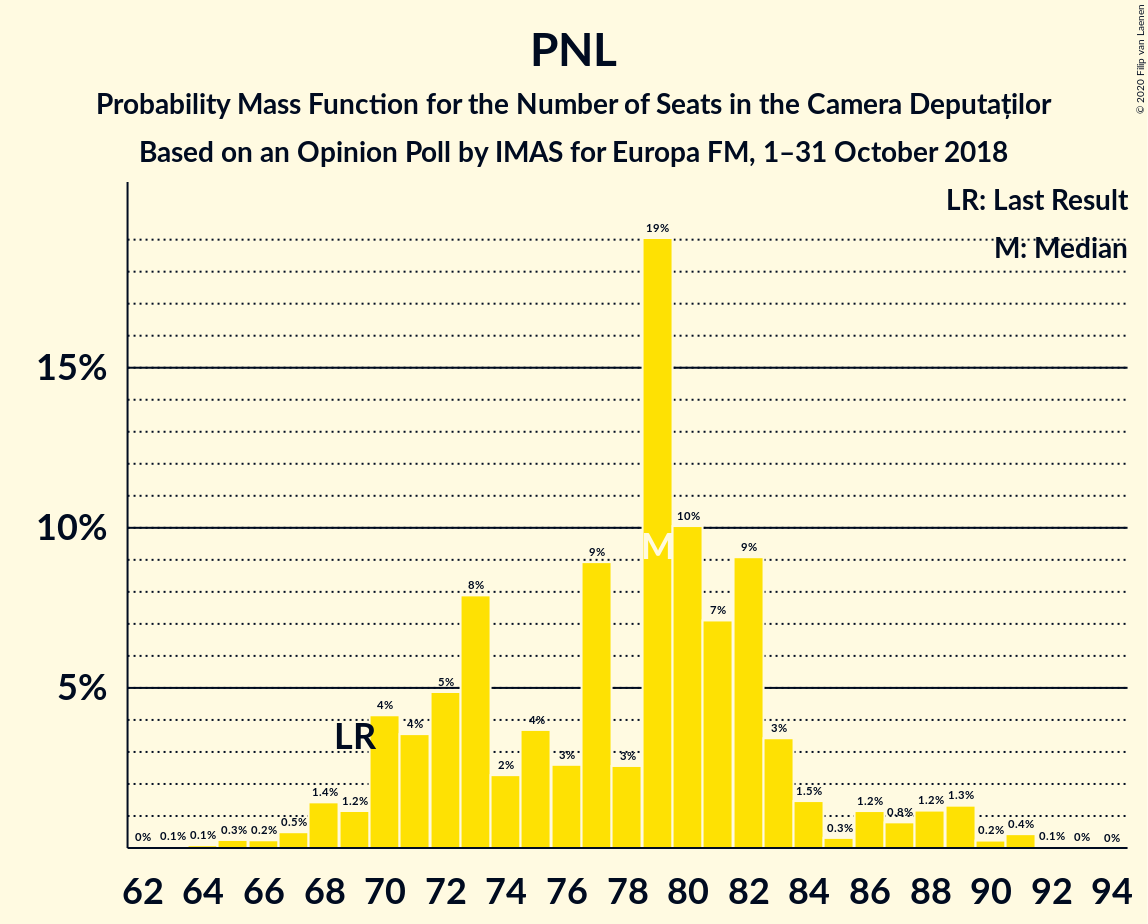 PNL
Probability Mass Function for the Number of Seats in the Camera Deputaților
Based on an Opinion Poll by IMAS for Europa FM, 1–31 October 2018
© 2020 Filip van Laenen
LR: Last Result
M: Median
15%
10%
5%
0% 0.1% 0.1% 0.3% 0.2% 0.5% 1.4% 1.2% 4% 4% 5% 8% 2% 4% 3% 9% 3% 19% 10% 7% 9% 3% 1.5% 0.3% 1.2% 0.8% 1.2% 1.3% 0.2% 0.4% 0.1% 0% 0%
LR
M
62 64 66 68 70 72 74 76 78 80 82 84 86 88 90 92 94